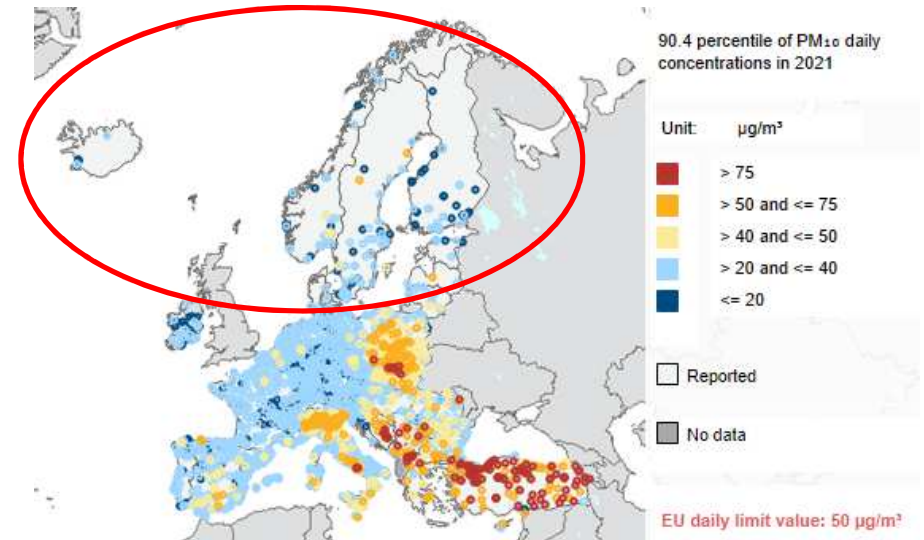 90.4 percentile of PM₁₀ daily
concentrations in 2021
Unit: µg/m³
> 75
> 50 and <= 75
> 40 and <= 50
> 20 and <= 40
<= 20
Reported
No data
EU daily limit value: 50 µg/m³